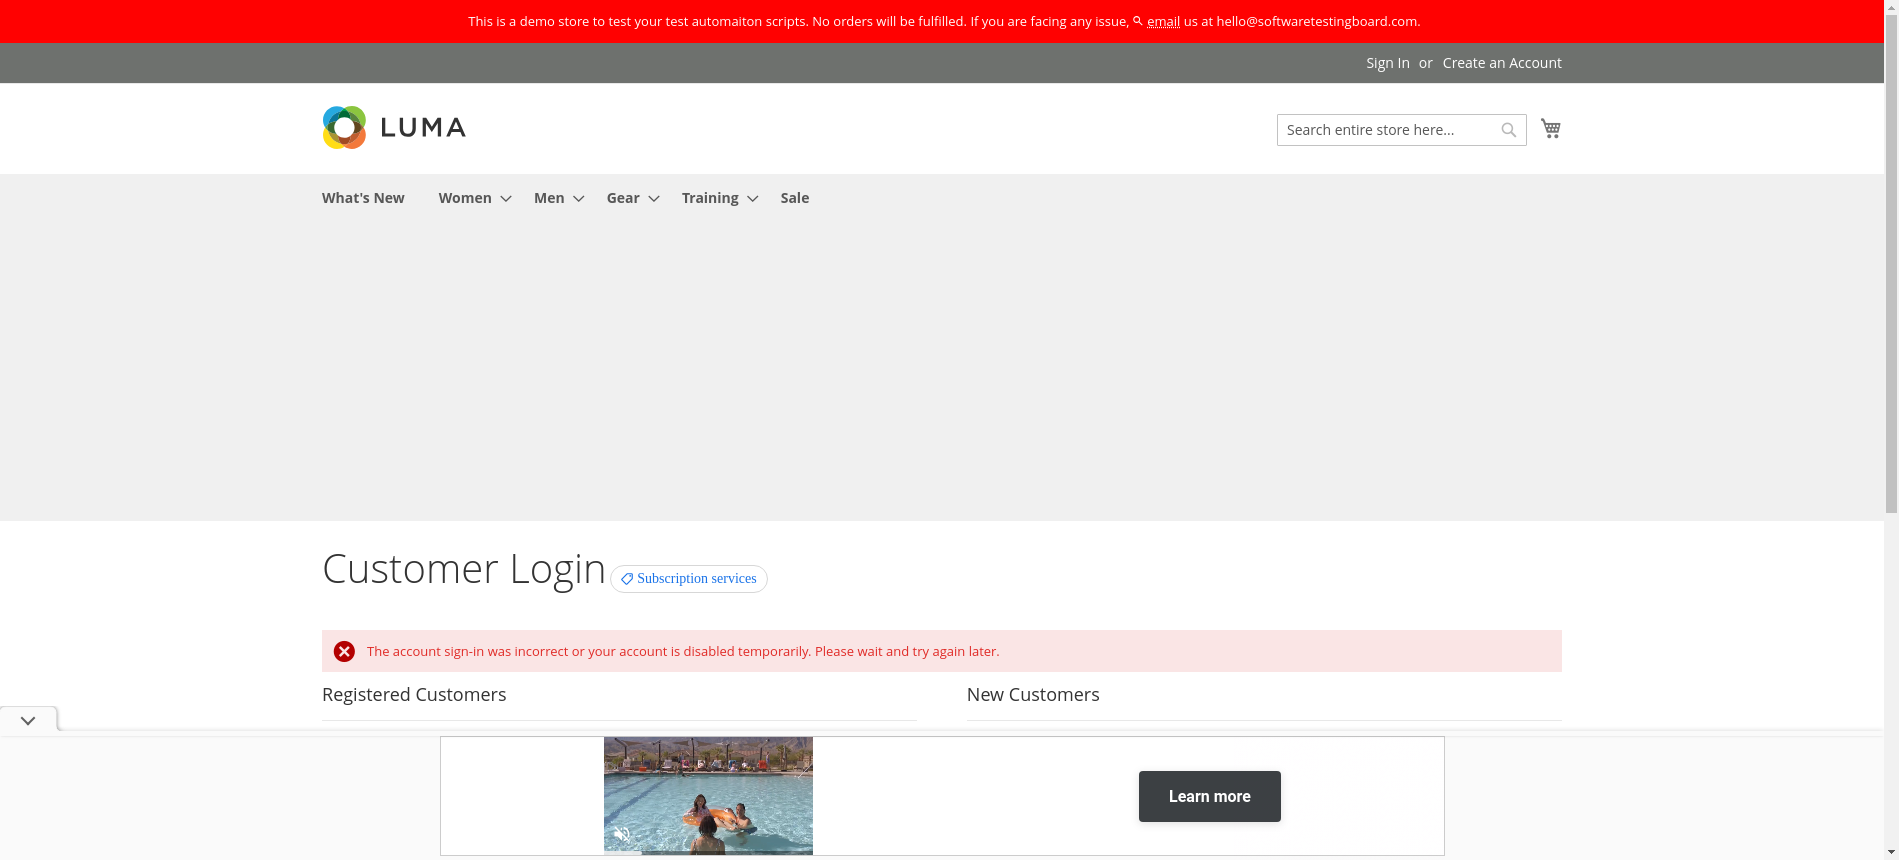 This is a demo store to test your test automaiton scripts. No orders will be fulfilled. If you are facing any issue, email us at hello@softwaretestingboard.com.
Sign In or Create an Account
LUMA
Search entire store here...
What's New Women Men Gear Training Sale
Customer Login Subscription services
The account sign-in was incorrect or your account is disabled temporarily. Please wait and try again later.
Registered Customers New Customers
Learn more